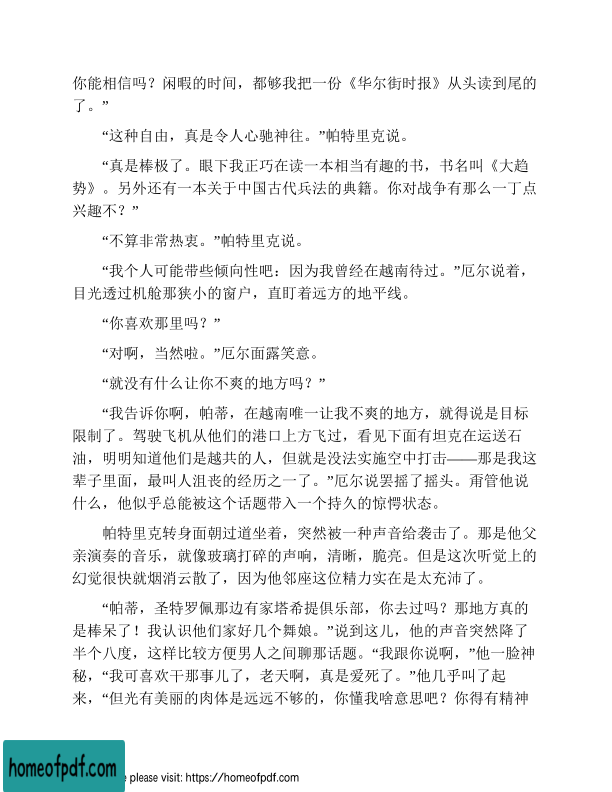 你能相信吗？闲暇的时间，都够我把一份《华尔街时报》从头读到尾的
了。”
“这种自由，真是令人心驰神往。”帕特里克说。
“真是棒极了。眼下我正巧在读一本相当有趣的书，书名叫《大趋
势》。另外还有一本关于中国古代兵法的典籍。你对战争有那么一丁点
兴趣不？”
“不算非常热衷。”帕特里克说。
“我个人可能带些倾向性吧：因为我曾经在越南待过。”厄尔说着，
目光透过机舱那狭小的窗户，直盯着远方的地平线。
“你喜欢那里吗？”
“对啊，当然啦。”厄尔面露笑意。
“就没有什么让你不爽的地方吗？”
“我告诉你啊，帕蒂，在越南唯一让我不爽的地方，就得说是目标
限制了。驾驶飞机从他们的港口上方飞过，看见下面有坦克在运送石
油，明明知道他们是越共的人，但就是没法实施空中打击——那是我这
辈子里面，最叫人沮丧的经历之一了。”厄尔说罢摇了摇头。甭管他说
什么，他似乎总能被这个话题带入一个持久的惊愕状态。
帕特里克转身面朝过道坐着，突然被一种声音给袭击了。那是他父
亲演奏的音乐，就像玻璃打碎的声响，清晰，脆亮。但是这次听觉上的
幻觉很快就烟消云散了，因为他邻座这位精力实在是太充沛了。
“帕蒂，圣特罗佩那边有家塔希提俱乐部，你去过吗？那地方真的
是棒呆了！我认识他们家好几个舞娘。”说到这儿，他的声音突然降了
半个八度，这样比较方便男人之间聊那话题。“我跟你说啊，”他一脸神
秘，“我可喜欢干那事儿了，老天啊，真是爱死了。”他几乎叫了起
来，“但光有美丽的肉体是远远不够的，你懂我啥意思吧？你得有精神
homeofpdf.com
e please visit: https://homeofpdf.com